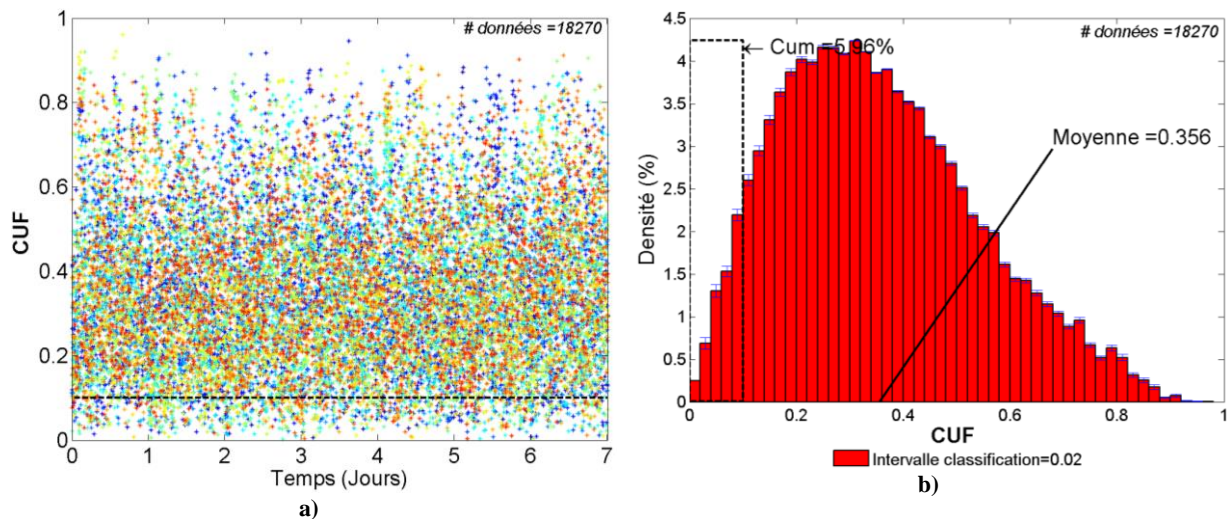 # données =18270
1
0.8
0.6
0.4
0.2
0
CUF
0 1 2 3 4 5 6 7
Temps (Jours)
a)
# données =18270
4.5
4
3.5
3
2.5
2
1.5
1
0.5
0
Densité (%)
← Cum =5.96%
Moyenne =0.356
0 0.2 0.4 0.6 0.8 1
CUF
Intervalle classification=0.02
b)